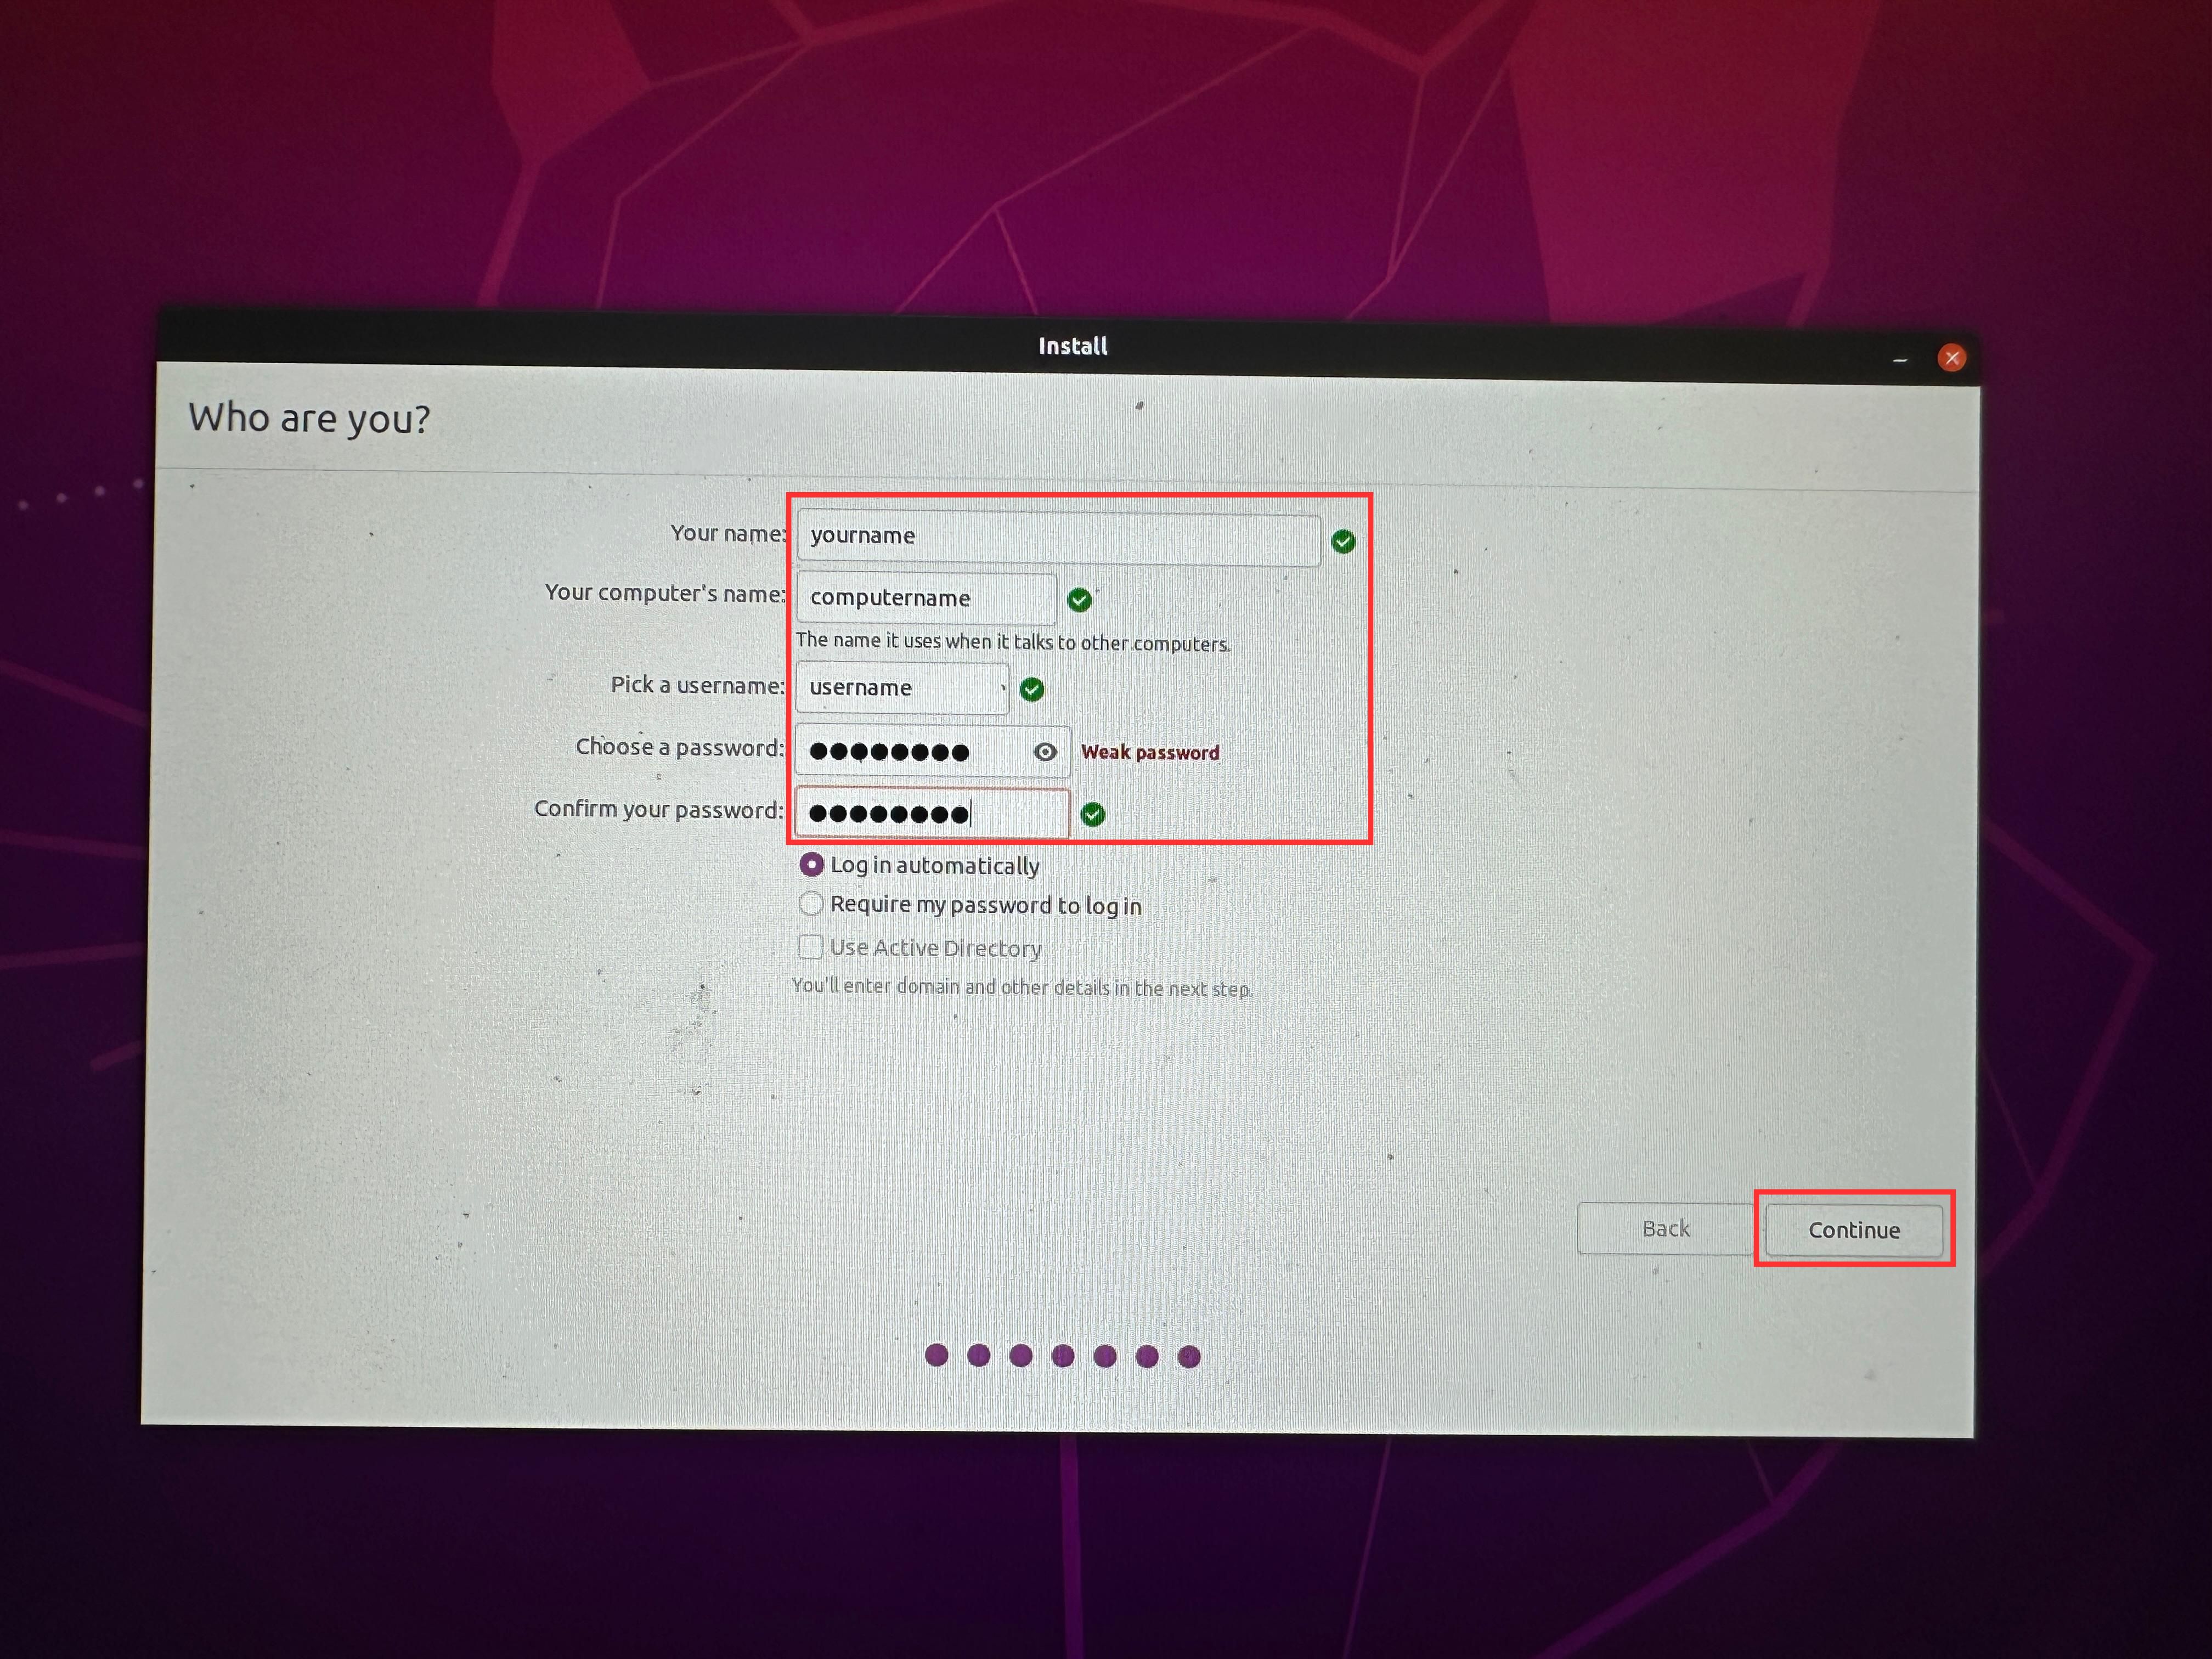 Install
Who are you?
Your name: yourname
Your computer's name: computername
The name it uses when it talks to other computers.
Pick a username: username
Choose a password: ●●●●●●●● Weak password
Confirm your password: ●●●●●●●●
Log in automatically
Require my password to log in
Use Active Directory
You'll enter domain and other details in the next step.
Back Continue